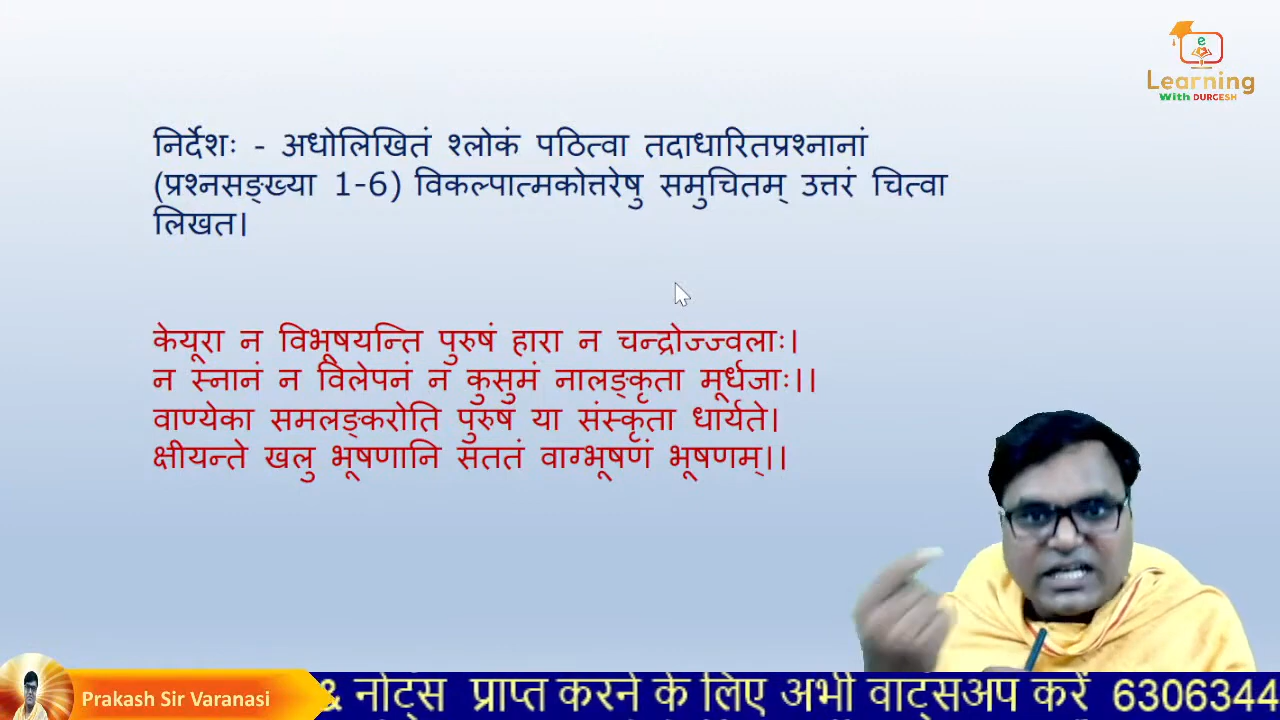 e
Learning
With DURGESH
निर्देशः - अधोलिखितं श्लोकं पठित्वा तदाधारितप्रश्नानां
(प्रश्नसङ्ख्या 1-6) विकल्पात्मकोत्तरेषु समुचितम् उत्तरं चित्वा
लिखत।
केयूरा न विभूषयन्ति पुरुषं हारा न चन्द्रोज्ज्वलाः।
न स्नानं न विलेपनं न कुसुमं नालङ्कृता मूर्धजाः।।
वाण्येका समलङ्करोति पुरुषं या संस्कृता धार्यते।
क्षीयन्ते खलु भूषणानि सततं वाग्भूषणं भूषणम्।।
Prakash Sir Varanasi
& नोट्स प्राप्त करने के लिए अभी वाट्सअप करें 6306344